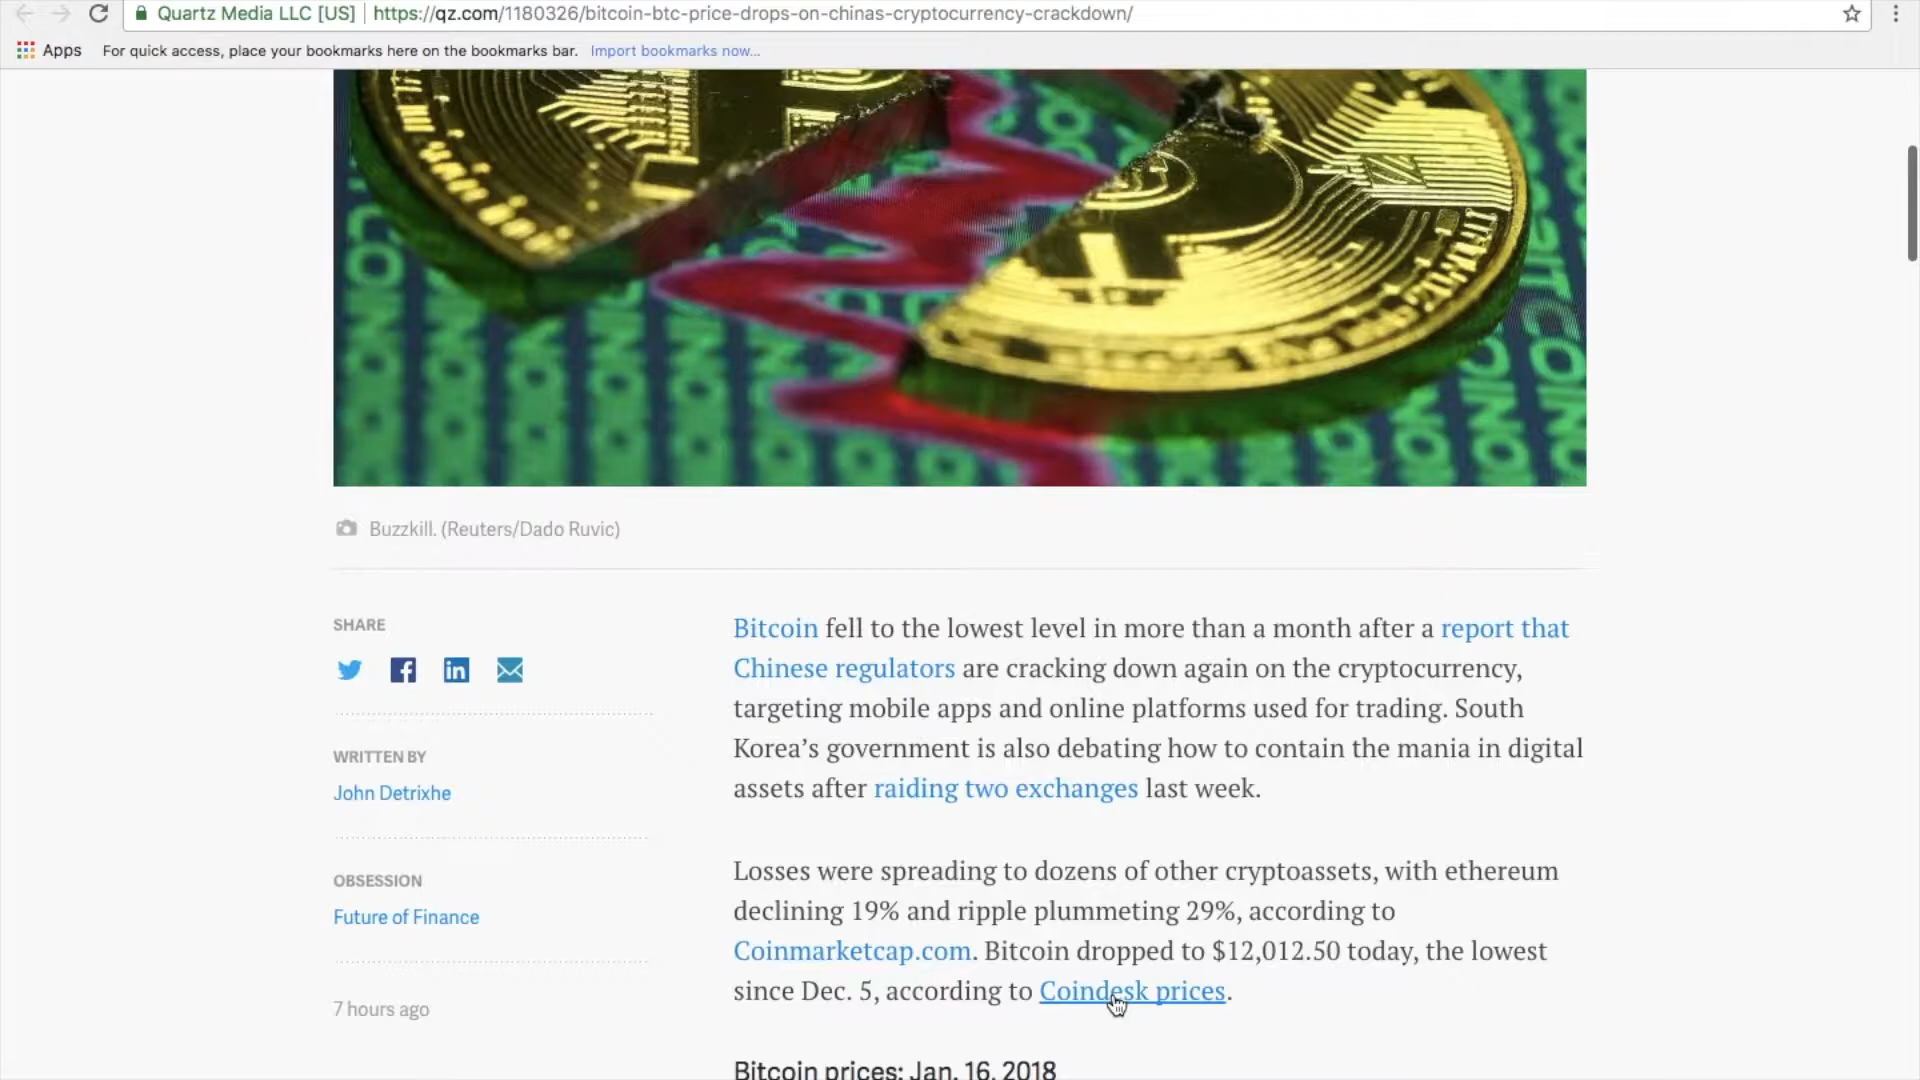 Quartz Media LLC [US] https://qz.com/1180326/bitcoin-btc-price-drops-on-chinas-cryptocurrency-crackdown/
Apps For quick access, place your bookmarks here on the bookmarks bar. Import bookmarks now...
Buzzkill. (Reuters/Dado Ruvic)
SHARE
WRITTEN BY
John Detrixhe
OBSESSION
Future of Finance
7 hours ago
Bitcoin fell to the lowest level in more than a month after a report that
Chinese regulators are cracking down again on the cryptocurrency,
targeting mobile apps and online platforms used for trading. South
Korea’s government is also debating how to contain the mania in digital
assets after raiding two exchanges last week.
Losses were spreading to dozens of other cryptoassets, with ethereum
declining 19% and ripple plummeting 29%, according to
Coinmarketcap.com. Bitcoin dropped to $12,012.50 today, the lowest
since Dec. 5, according to Coindesk prices.
Bitcoin prices: Jan. 16, 2018